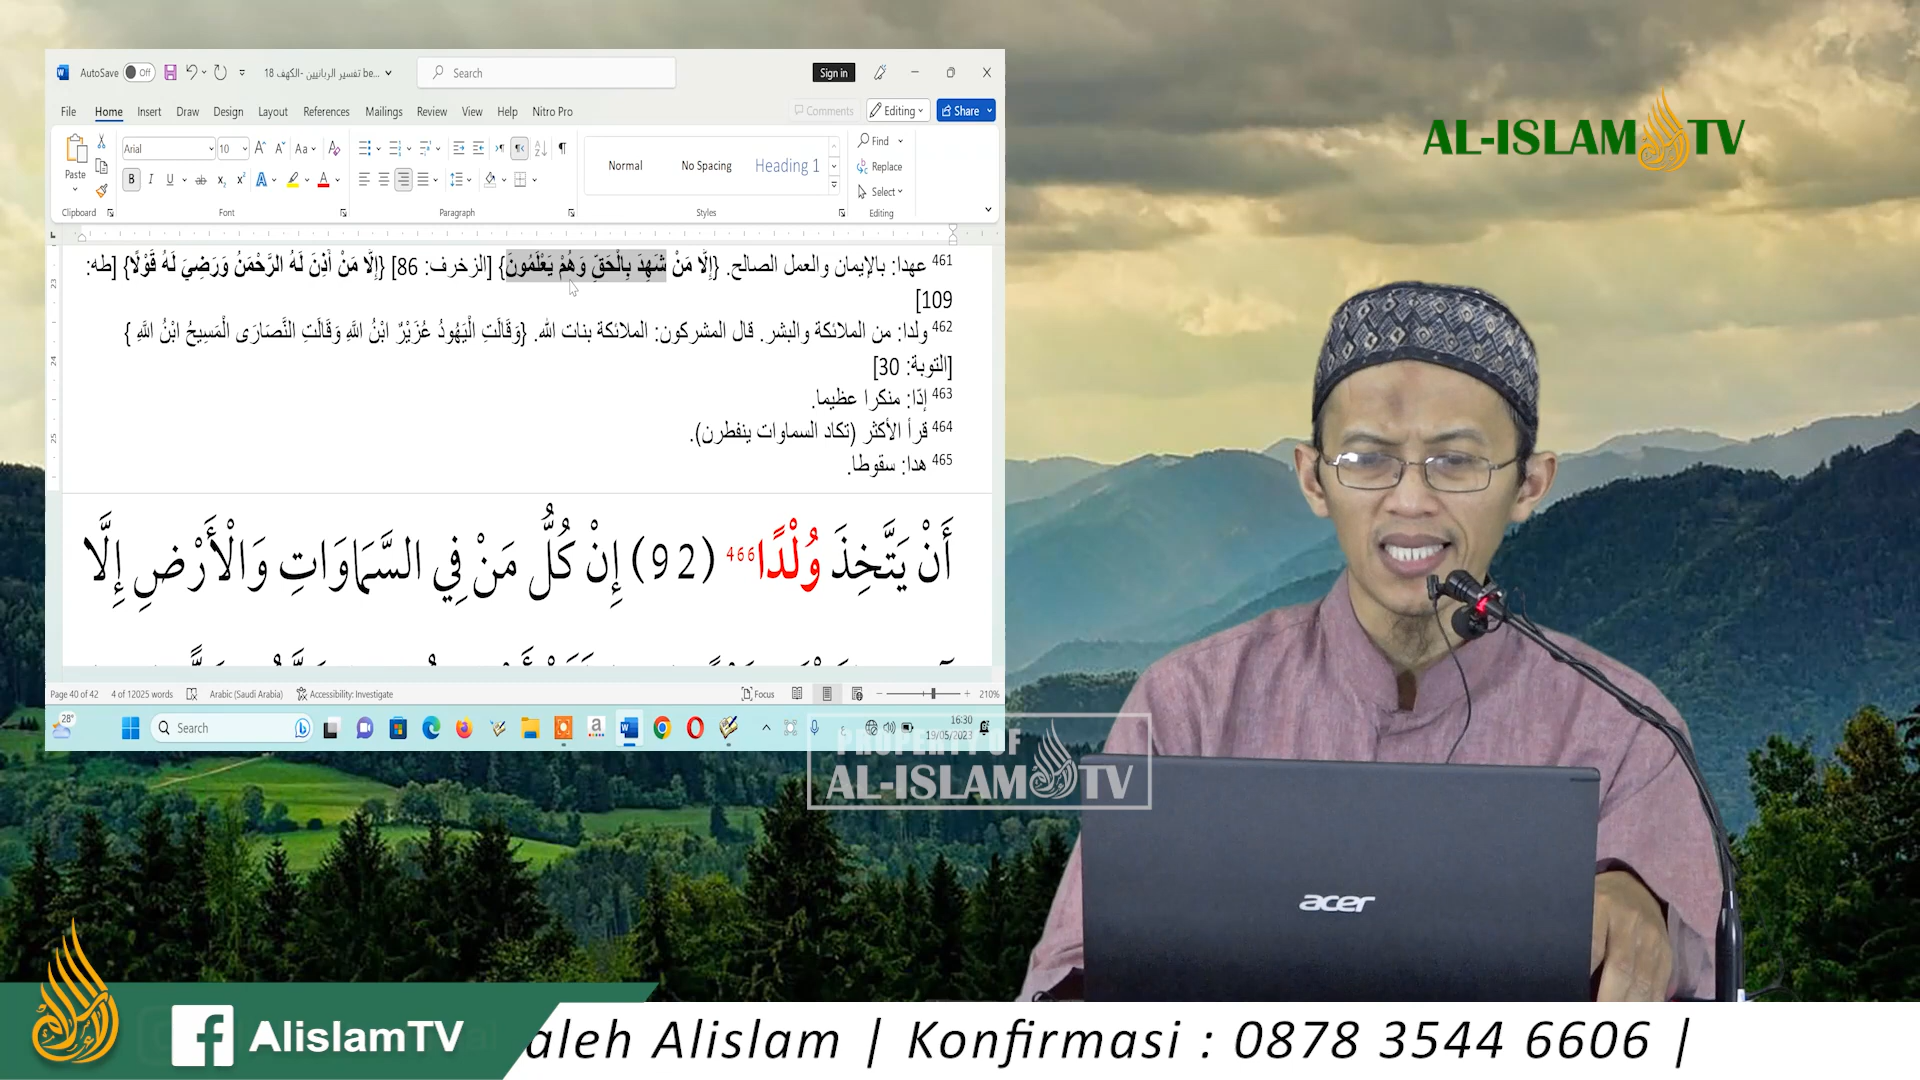 AutoSave Off تفسير الربانيين -الكهف 18 be... Search Sign in
File Home Insert Draw Design Layout References Mailings Review View Help Nitro Pro Comments Editing Share
Paste Arial 10 Aa Normal No Spacing Heading 1 Find
Replace
Select
Clipboard Font Paragraph Styles Editing
461 عهدا: بالإيمان والعمل الصالح. {إِلَّا مَنْ شَهِدَ بِالْحَقِّ وَهُمْ يَعْلَمُونَ} [الزخرف: 86] {إِلَّا مَنْ أَذِنَ لَهُ الرَّحْمَنُ وَرَضِيَ لَهُ قَوْلًا} [طه:
109]
462 ولدا: من الملائكة والبشر. قال المشركون: الملائكة بنات الله. {وَقَالَتِ الْيَهُودُ عُزَيْرٌ ابْنُ اللَّهِ وَقَالَتِ النَّصَارَى الْمَسِيحُ ابْنُ اللَّهِ }
[التوبة: 30]
463 إدّا: منكرا عظيما.
464 قرأ الأكثر (تكاد السماوات ينفطرن).
465 هدا: سقوطا.
أَنْ يَتَّخِذَ وُلْدًا466 (92) إِنْ كُلُّ مَنْ فِي السَّمَاوَاتِ وَالْأَرْضِ إِلَّا
Page 40 of 42 4 of 12025 words Arabic (Saudi Arabia) Accessibility: Investigate Focus 210%
28° Search 16:30
19/05/2023
AL-ISLAM TV
PROPERTY OF
AL-ISLAM TV
acer
AlislamTV
aleh Alislam | Konfirmasi : 0878 3544 6606 |